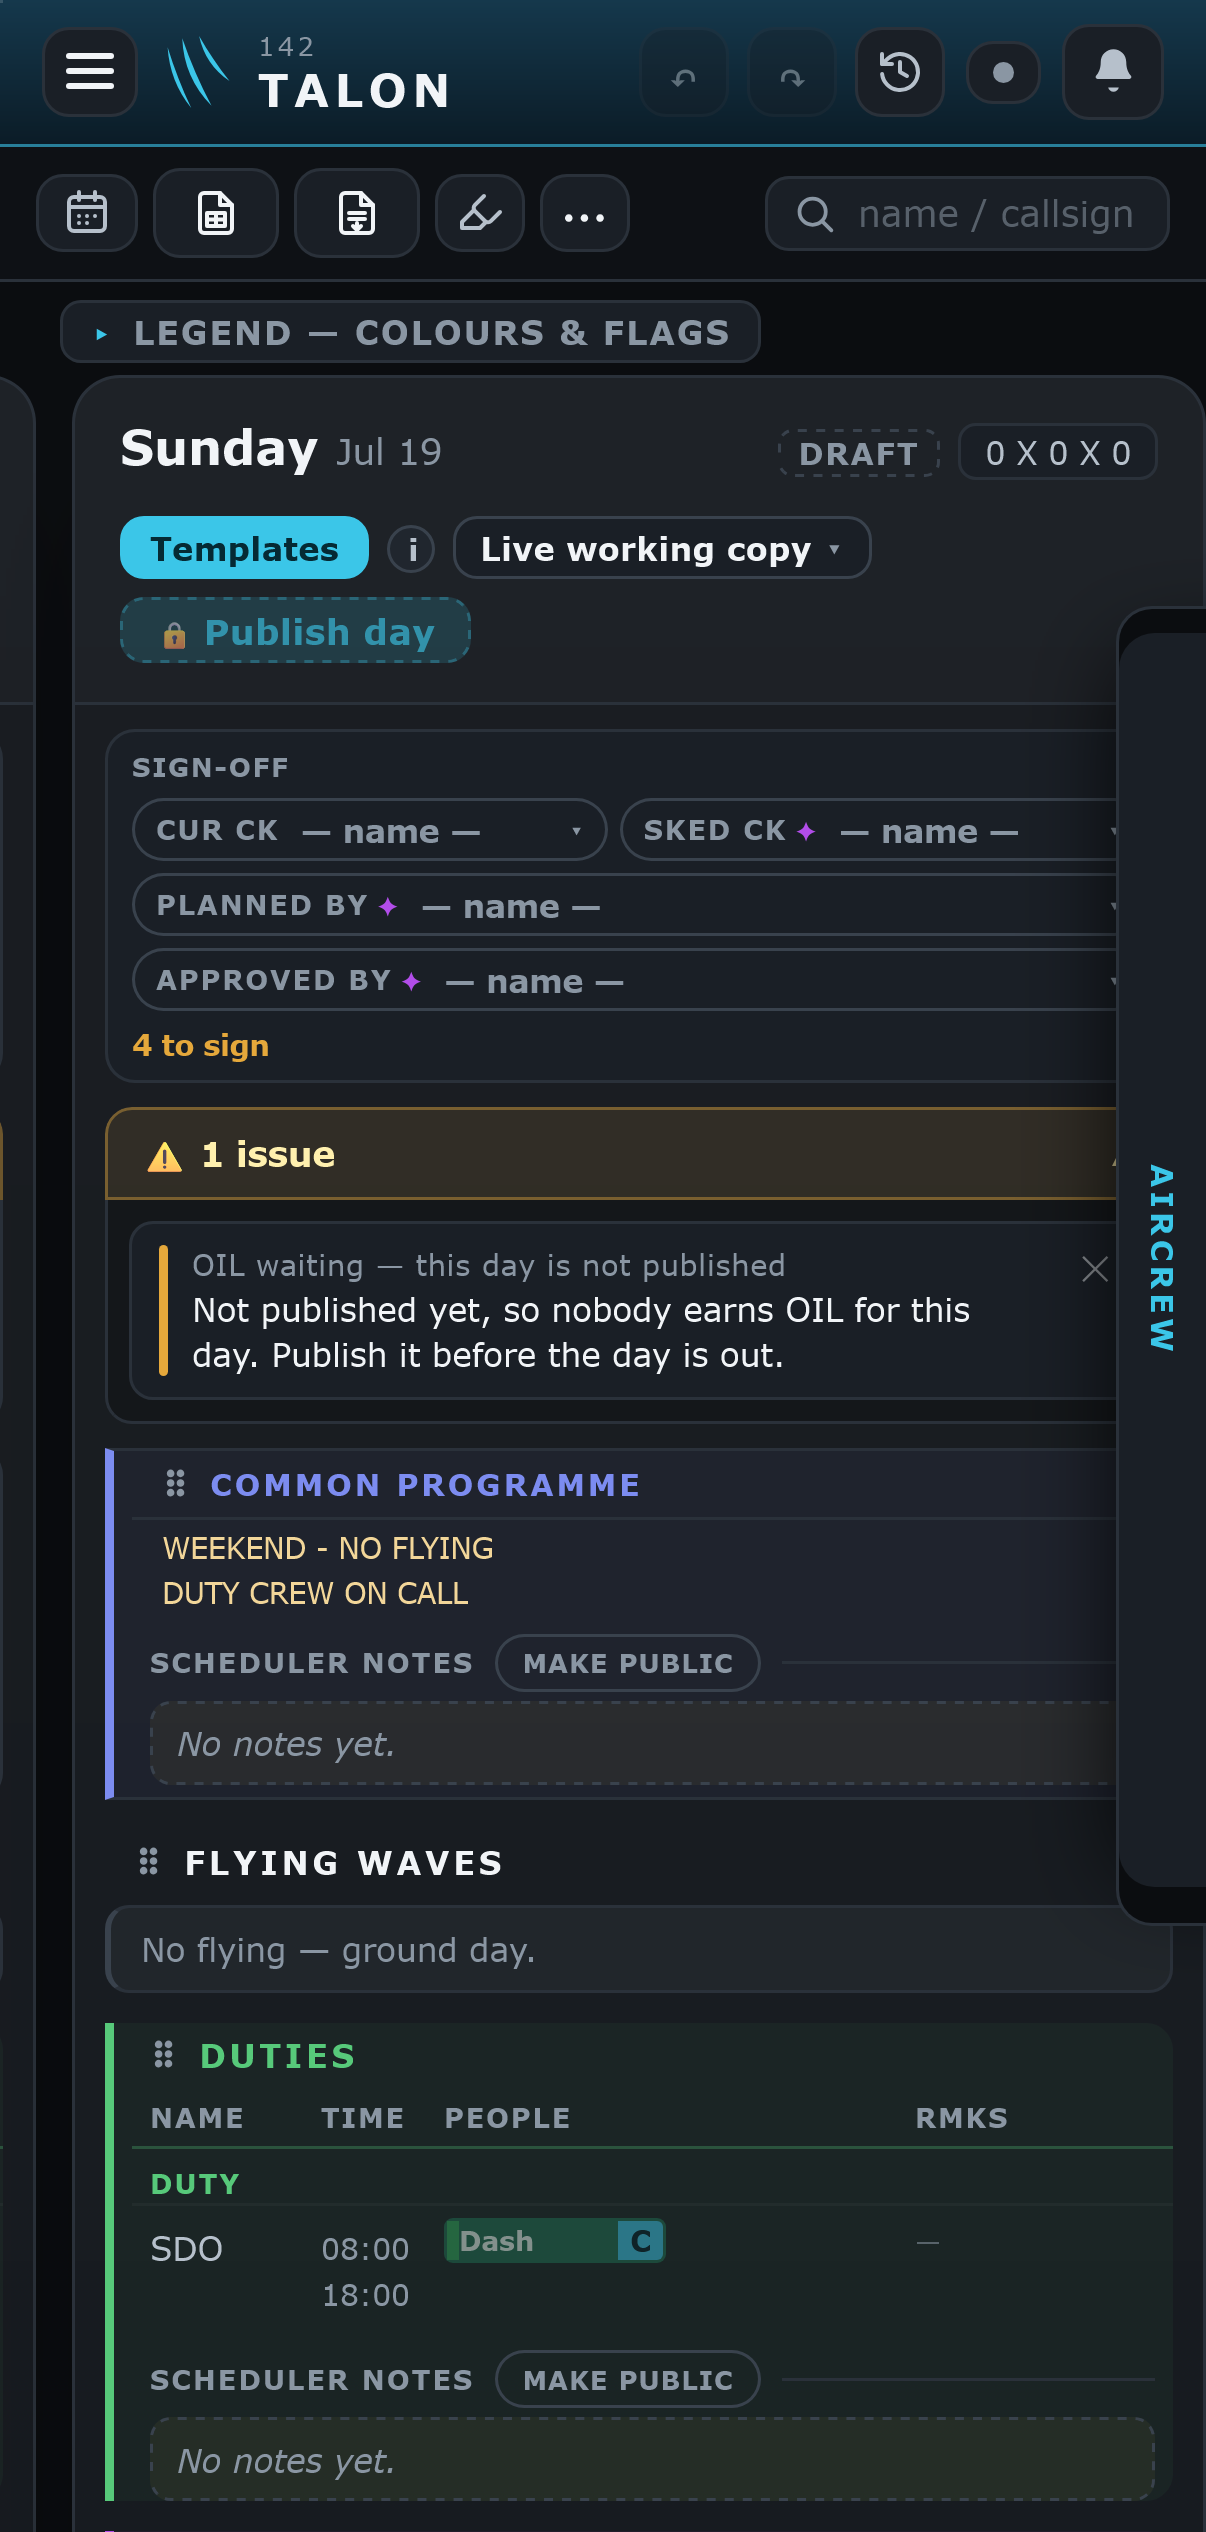 142
TALON
name / callsign
LEGEND — COLOURS & FLAGS
Sunday Jul 19 DRAFT 0 X 0 X 0
Templates i Live working copy
Publish day
SIGN-OFF
CUR CK — name — SKED CK — name —
PLANNED BY — name —
APPROVED BY — name —
4 to sign
1 issue
OIL waiting — this day is not published
Not published yet, so nobody earns OIL for this
day. Publish it before the day is out.
AIRCREW
COMMON PROGRAMME
WEEKEND - NO FLYING
DUTY CREW ON CALL
SCHEDULER NOTES MAKE PUBLIC
No notes yet.
FLYING WAVES
No flying — ground day.
DUTIES
NAME TIME PEOPLE RMKS
DUTY
SDO 08:00 Dash C —
18:00
SCHEDULER NOTES MAKE PUBLIC
No notes yet.